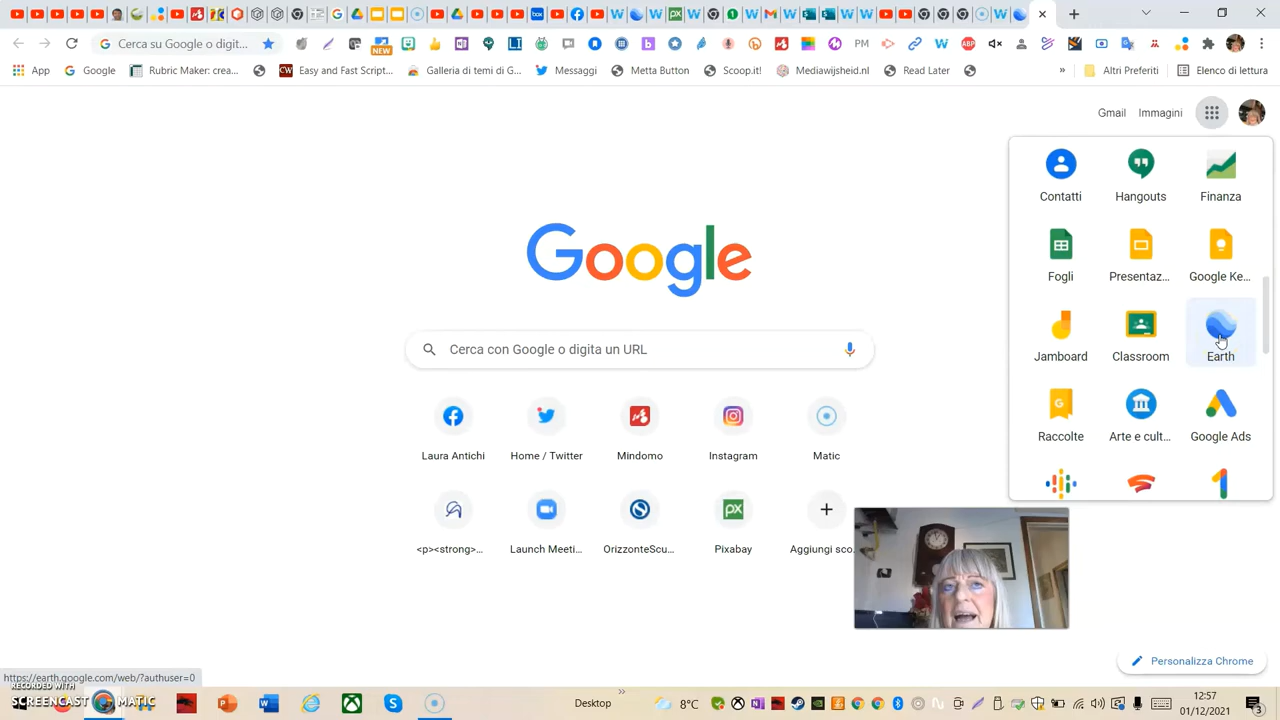 Cerca su Google o digit...
NEW
PM
ABP
App
Google
Rubric Maker: crea...
Easy and Fast Script...
Galleria di temi di G...
Messaggi
Metta Button
Scoop.it!
Mediawijsheid.nl
Read Later
»
Altri Preferiti
Elenco di lettura
Gmail
Immagini
Contatti
Hangouts
Finanza
Fogli
Presentaz...
Google Ke...
Jamboard
Classroom
Earth
Raccolte
Arte e cult...
Google Ads
Google
Cerca con Google o digita un URL
Laura Antichi
Home / Twitter
Mindomo
Instagram
Matic
<p><strong>...
Launch Meeti...
OrizzonteScu...
Pixabay
Aggiungi sco...
Personalizza Chrome
https://earth.google.com/web/?authuser=0
RECORDED WITH
SCREENCAST MATIC
Desktop
»
8°C
12:57
01/12/2021
3